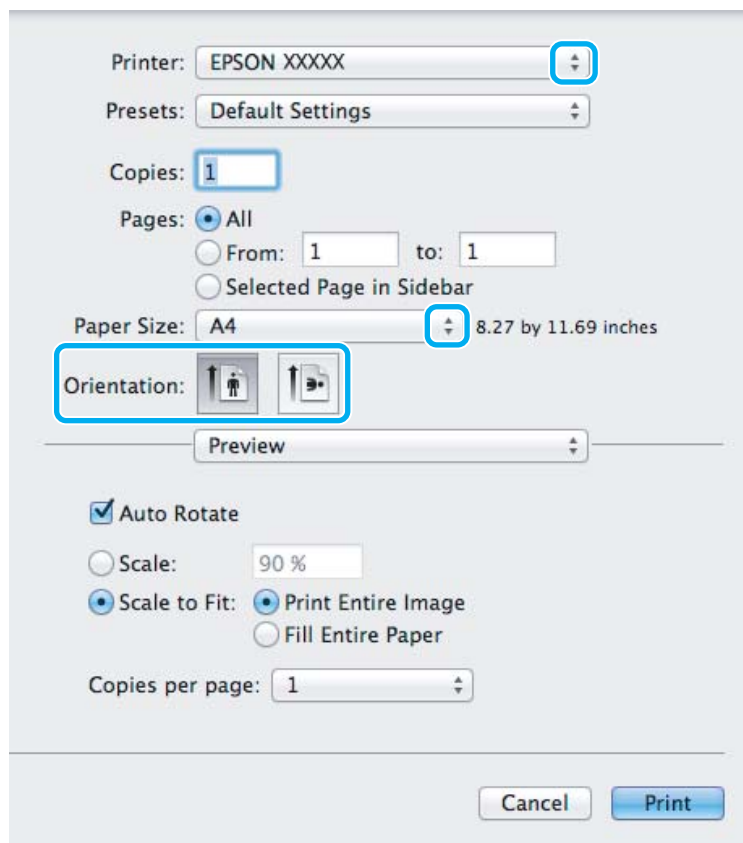 Printer: EPSON XXXXX
Presets: Default Settings
Copies: 1
Pages: All
From: 1 to: 1
Selected Page in Sidebar
Paper Size: A4 8.27 by 11.69 inches
Orientation:
Preview
Auto Rotate
Scale: 90 %
Scale to Fit: Print Entire Image
Fill Entire Paper
Copies per page: 1
Cancel Print